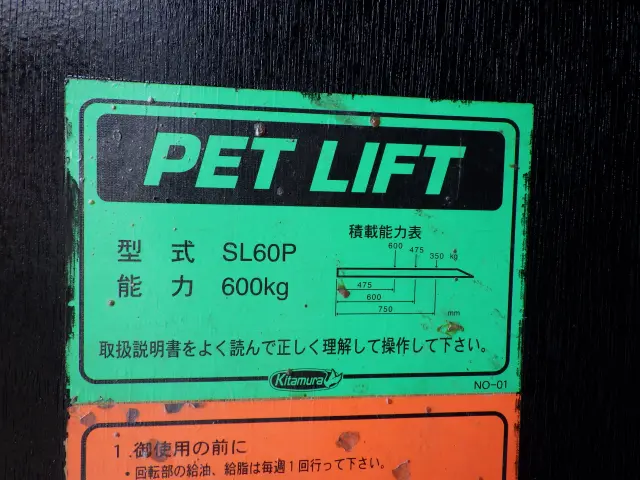 PET LIFT
型式 SL60P
能力 600kg
積載能力表
600 475 350 kg
475
600
750
mm
取扱説明書をよく読んで正しく理解して操作して下さい。
Kitamura
NO-01
1.御使用の前に
・回転部の給油、給脂は毎週1回行って下さい。